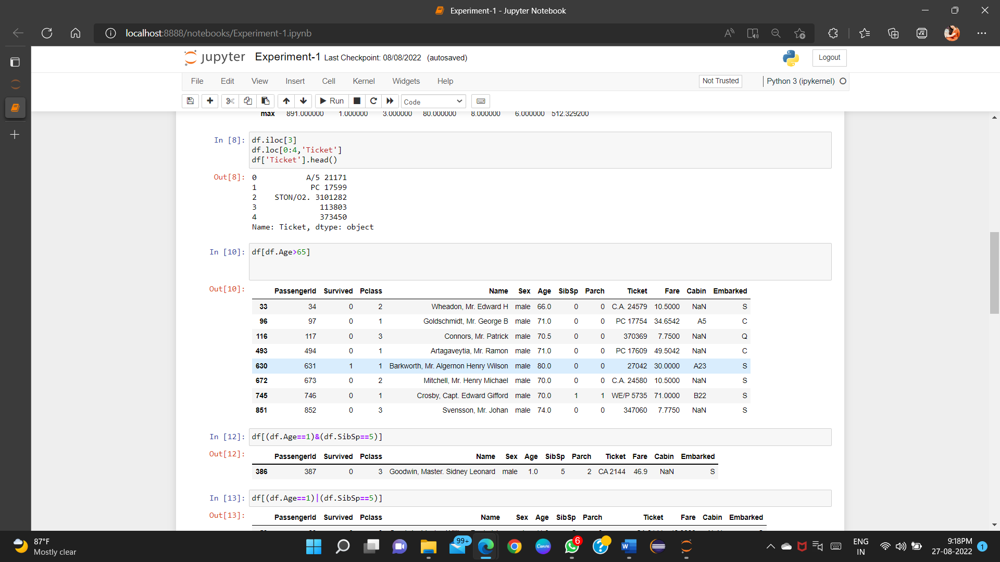 Experiment-1 - Jupyter Notebook
localhost:8888/notebooks/Experiment-1.ipynb
jupyter Experiment-1 Last Checkpoint: 08/08/2022 (autosaved)
Logout
File Edit View Insert Cell Kernel Widgets Help
Not Trusted
Python 3 (ipykernel)
Run
Code
max 891.000000 1.000000 3.000000 80.000000 8.000000 6.000000 512.329200
In [8]: df.iloc[3]
df.loc[0:4,'Ticket']
df['Ticket'].head()
Out[8]: 0 A/5 21171
1 PC 17599
2 STON/O2. 3101282
3 113803
4 373450
Name: Ticket, dtype: object
In [10]: df[df.Age>65]
Out[10]:
PassengerId Survived Pclass Name Sex Age SibSp Parch Ticket Fare Cabin Embarked
33 34 0 2 Wheadon, Mr. Edward H male 66.0 0 0 C.A. 24579 10.5000 NaN S
96 97 0 1 Goldschmidt, Mr. George B male 71.0 0 0 PC 17754 34.6542 A5 C
116 117 0 3 Connors, Mr. Patrick male 70.5 0 0 370369 7.7500 NaN Q
493 494 0 1 Artagaveytia, Mr. Ramon male 71.0 0 0 PC 17609 49.5042 NaN C
630 631 1 1 Barkworth, Mr. Algernon Henry Wilson male 80.0 0 0 27042 30.0000 A23 S
672 673 0 2 Mitchell, Mr. Henry Michael male 70.0 0 0 C.A. 24580 10.5000 NaN S
745 746 0 1 Crosby, Capt. Edward Gifford male 70.0 1 1 WE/P 5735 71.0000 B22 S
851 852 0 3 Svensson, Mr. Johan male 74.0 0 0 347060 7.7750 NaN S
In [12]: df[(df.Age==1)&(df.SibSp==5)]
Out[12]:
PassengerId Survived Pclass Name Sex Age SibSp Parch Ticket Fare Cabin Embarked
386 387 0 3 Goodwin, Master. Sidney Leonard male 1.0 5 2 CA 2144 46.9 NaN S
In [13]: df[(df.Age==1)|(df.SibSp==5)]
Out[13]:
PassengerId Survived Pclass Name Sex Age SibSp Parch Ticket Fare Cabin Embarked
87°F
Mostly clear
99+
Canva
6
ENG
IN
9:18PM
27-08-2022
1